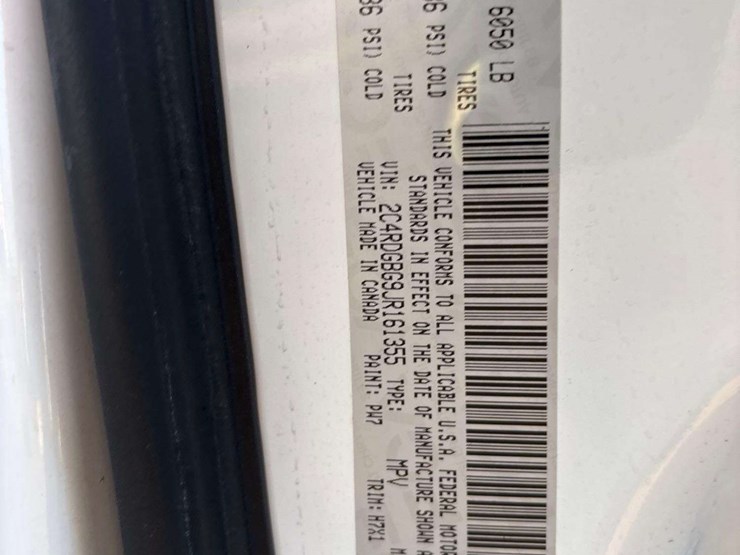 6050 LB
TIRES
36 PSI) COLD
TIRES
36 PSI) COLD
THIS VEHICLE CONFORMS TO ALL APPLICABLE U.S.A. FEDERAL MOTOR
STANDARDS IN EFFECT ON THE DATE OF MANUFACTURE SHOWN A
VIN: 2C4RDGBG9JR161355 TYPE: MPV
VEHICLE MADE IN CANADA PAINT: PW7 TRIM: H7X1 M